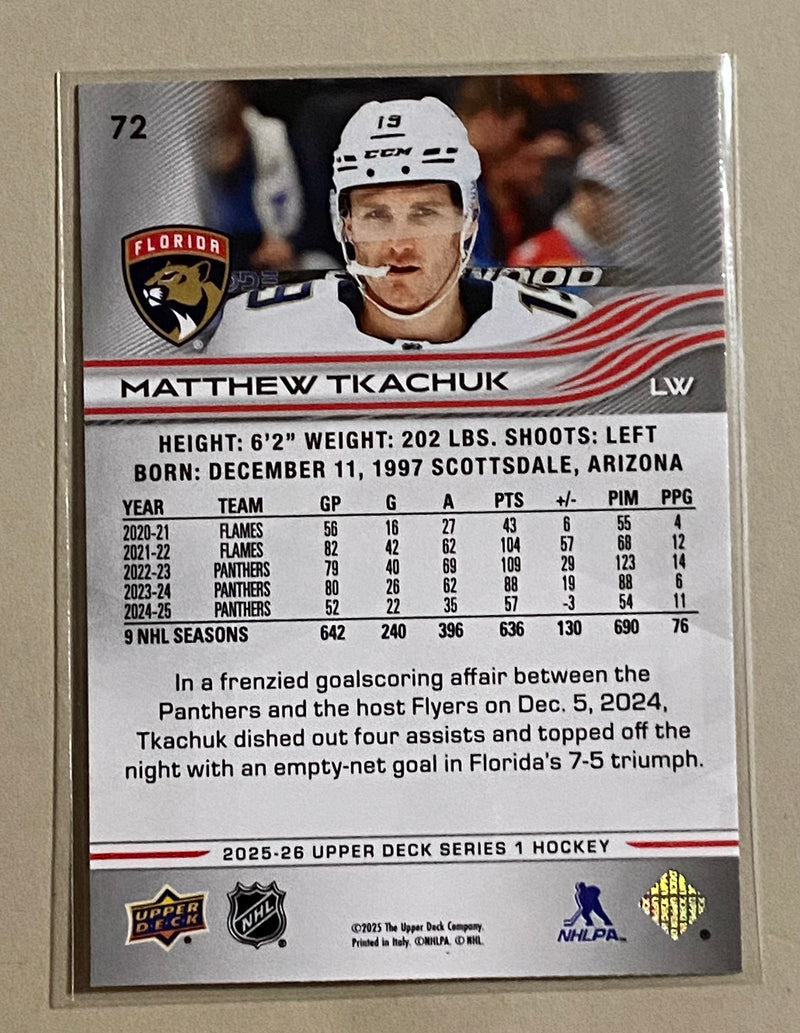 72
19
CCM
FLORIDA
WOOD
19
MATTHEW TKACHUK
LW
HEIGHT: 6'2" WEIGHT: 202 LBS. SHOOTS: LEFT
BORN: DECEMBER 11, 1997 SCOTTSDALE, ARIZONA
YEAR TEAM GP G A PTS +/- PIM PPG
2020-21 FLAMES 56 16 27 43 6 55 4
2021-22 FLAMES 82 42 62 104 57 68 12
2022-23 PANTHERS 79 40 69 109 29 123 14
2023-24 PANTHERS 80 26 62 88 19 88 6
2024-25 PANTHERS 52 22 35 57 -3 54 11
9 NHL SEASONS 642 240 396 636 130 690 76
In a frenzied goalscoring affair between the
Panthers and the host Flyers on Dec. 5, 2024,
Tkachuk dished out four assists and topped off the
night with an empty-net goal in Florida's 7-5 triumph.
2025-26 UPPER DECK SERIES 1 HOCKEY
UPPER
DECK
NHL
©2025 The Upper Deck Company.
Printed in Italy. ©NHLPA. © NHL.
NHLPA